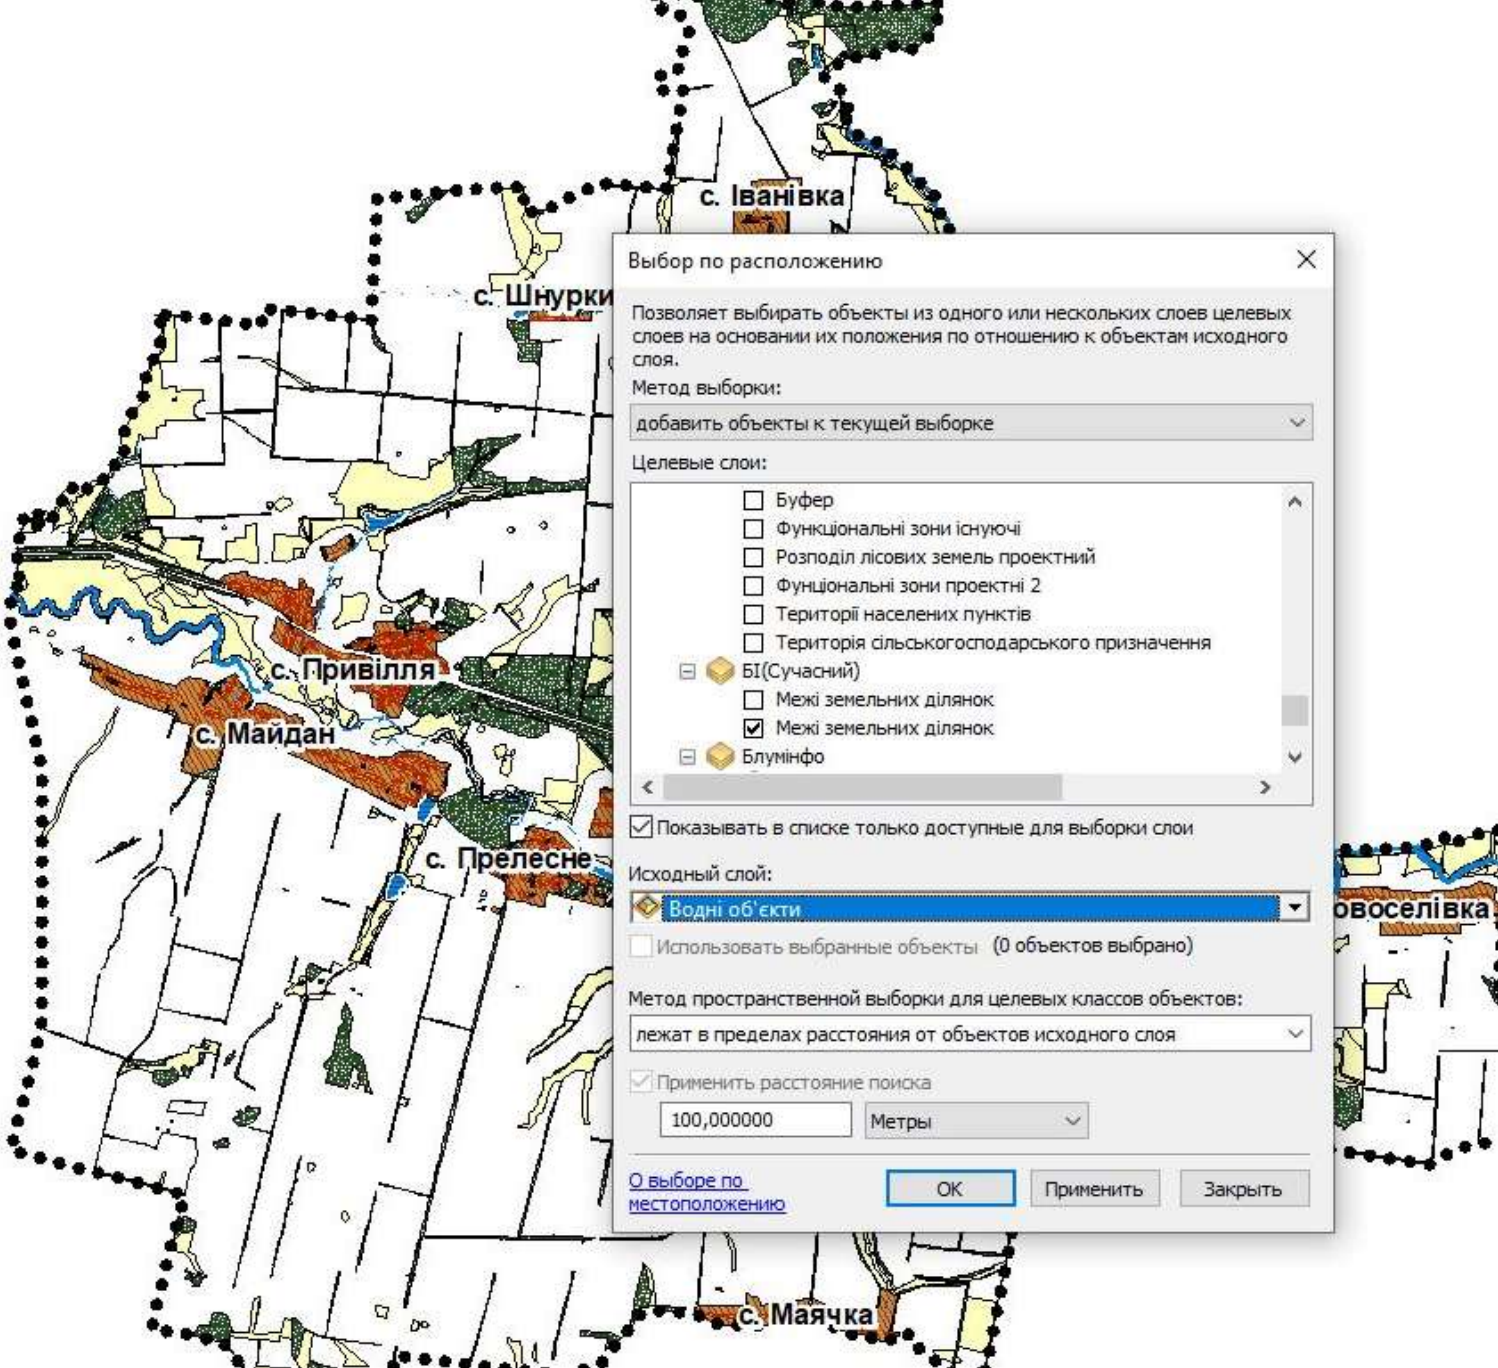 с. Іванівка
с. Шнурки
с. Привілля
с. Майдан
с. Прелесне
Выбор по расположению
Позволяет выбирать объекты из одного или нескольких слоев целевых
слоев на основании их положения по отношению к объектам исходного
слоя.
Метод выборки:
добавить объекты к текущей выборке
Целевые слои:
Буфер
Функціональні зони існуючі
Розподіл лісових земель проектний
Фунціональні зони проектні 2
Території населених пунктів
Територія сільськогосподарського призначення
БІ(Сучасний)
Межі земельних ділянок
Межі земельних ділянок
Блумінфо
Показывать в списке только доступные для выборки слои
Исходный слой:
Водні об'єкти
Использовать выбранные объекты (0 объектов выбрано)
Метод пространственной выборки для целевых классов объектов:
лежат в пределах расстояния от объектов исходного слоя
Применить расстояние поиска
100,000000 Метры
О выборе по
местоположению
ОК Применить Закрыть
овоселівка
с. Маячка